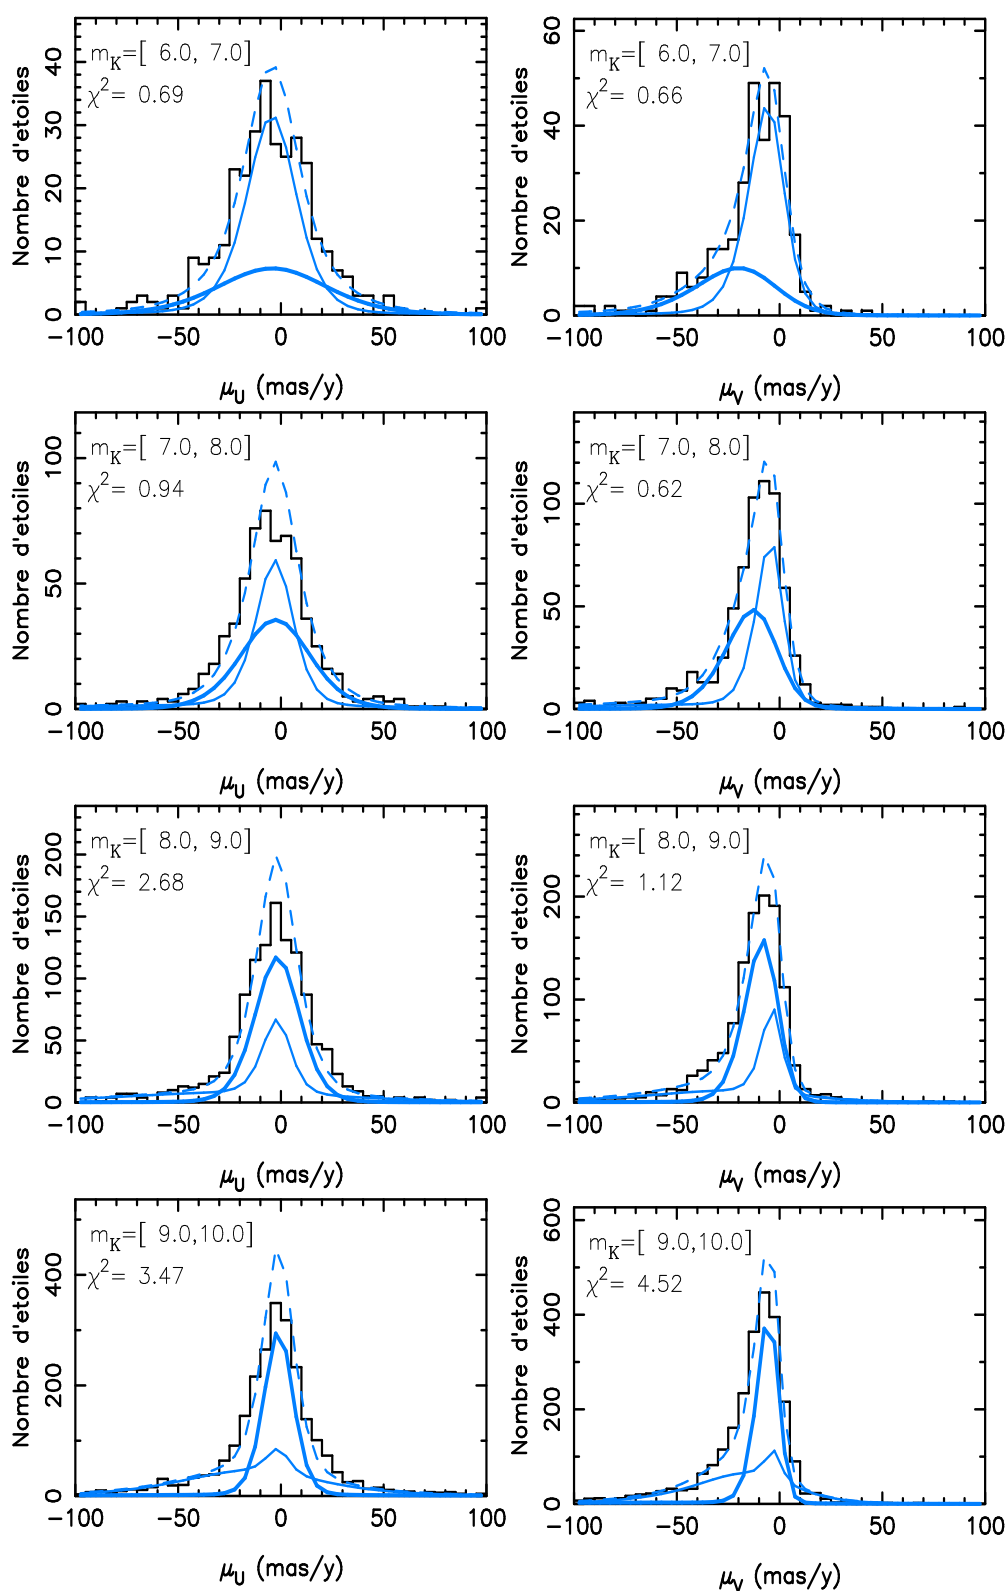 m_K=[ 6.0, 7.0]
χ²= 0.69
Nombre d'etoiles
0 10 20 30 40
−100 −50 0 50 100
μ_U (mas/y)
m_K=[ 6.0, 7.0]
χ²= 0.66
Nombre d'etoiles
0 20 40 60
−100 −50 0 50 100
μ_V (mas/y)
m_K=[ 7.0, 8.0]
χ²= 0.94
Nombre d'etoiles
0 50 100
−100 −50 0 50 100
μ_U (mas/y)
m_K=[ 7.0, 8.0]
χ²= 0.62
Nombre d'etoiles
0 50 100
−100 −50 0 50 100
μ_V (mas/y)
m_K=[ 8.0, 9.0]
χ²= 2.68
Nombre d'etoiles
0 50 100 150 200
−100 −50 0 50 100
μ_U (mas/y)
m_K=[ 8.0, 9.0]
χ²= 1.12
Nombre d'etoiles
0 100 200
−100 −50 0 50 100
μ_V (mas/y)
m_K=[ 9.0,10.0]
χ²= 3.47
Nombre d'etoiles
0 200 400
−100 −50 0 50 100
μ_U (mas/y)
m_K=[ 9.0,10.0]
χ²= 4.52
Nombre d'etoiles
0 200 400 600
−100 −50 0 50 100
μ_V (mas/y)